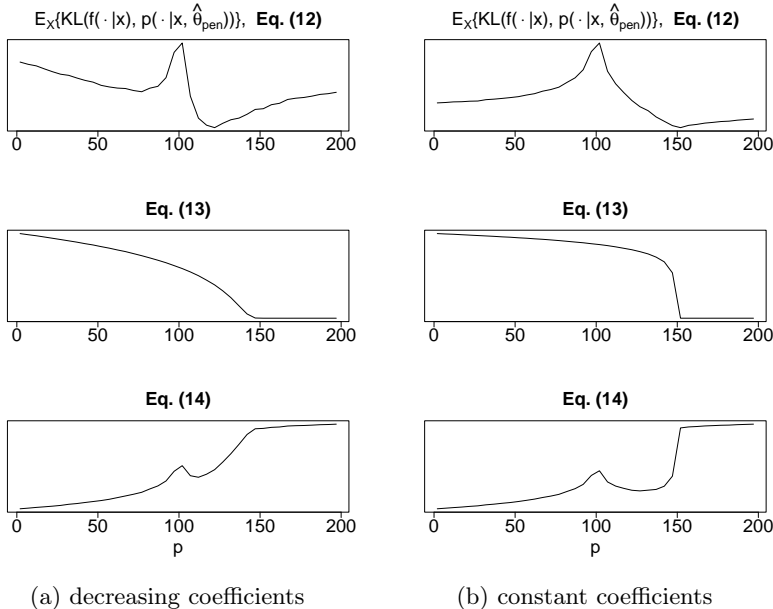 E_X{KL(f( · |x), p( · |x, θ̂_pen))}, Eq. (12)
0 50 100 150 200
Eq. (13)
0 50 100 150 200
Eq. (14)
0 50 100 150 200
p
(a) decreasing coefficients
E_X{KL(f( · |x), p( · |x, θ̂_pen))}, Eq. (12)
0 50 100 150 200
Eq. (13)
0 50 100 150 200
Eq. (14)
0 50 100 150 200
p
(b) constant coefficients